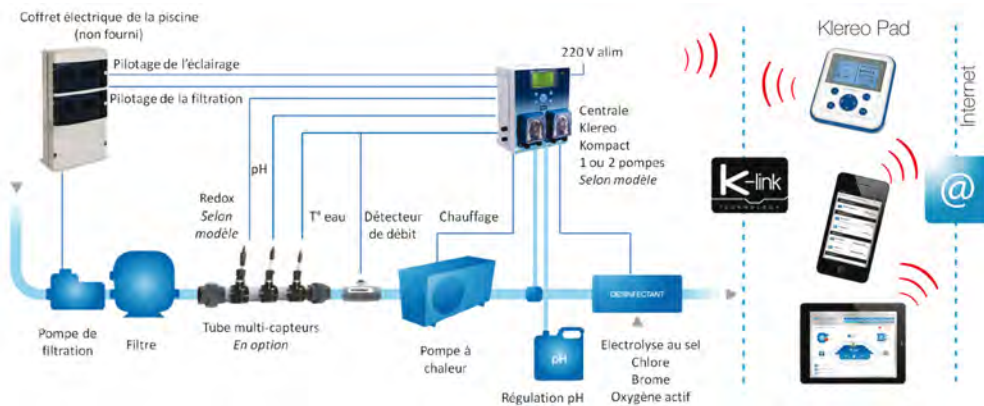 Coffret électrique de la piscine
(non fourni)
Pilotage de l'éclairage
Pilotage de la filtration
220 V alim
Centrale
Klereo
Kompact
1 ou 2 pompes
Selon modèle
Klereo Pad
Internet
@
K-link
TECHNOLOGY
pH
Redox
Selon
modèle
T° eau
Détecteur
de débit
Chauffage
DESINFECTANT
Pompe de
filtration
Filtre
Tube multi-capteurs
En option
Pompe à
chaleur
pH
Régulation pH
Electrolyse au sel
Chlore
Brome
Oxygène actif